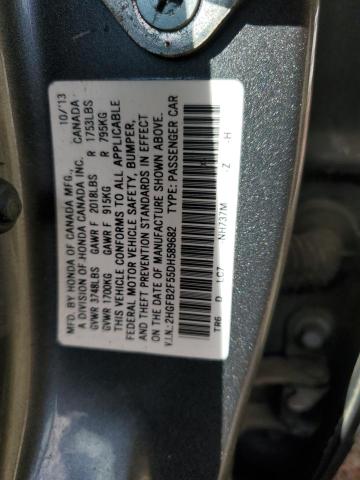 MFD. BY HONDA OF CANADA MFG., 10/13
A DIVISION OF HONDA CANADA INC. CANADA
GVWR 3748LBS GAWR F 2018LBS R 1753LBS
GVWR 1700KG GAWR F 915KG R 795KG
THIS VEHICLE CONFORMS TO ALL APPLICABLE
FEDERAL MOTOR VEHICLE SAFETY, BUMPER,
AND THEFT PREVENTION STANDARDS IN EFFECT
ON THE DATE OF MANUFACTURE SHOWN ABOVE.
V.I.N.: 2HGFB2F55DH589682 TYPE: PASSENGER CAR
TR6 D LC7 NH737M -Z -H